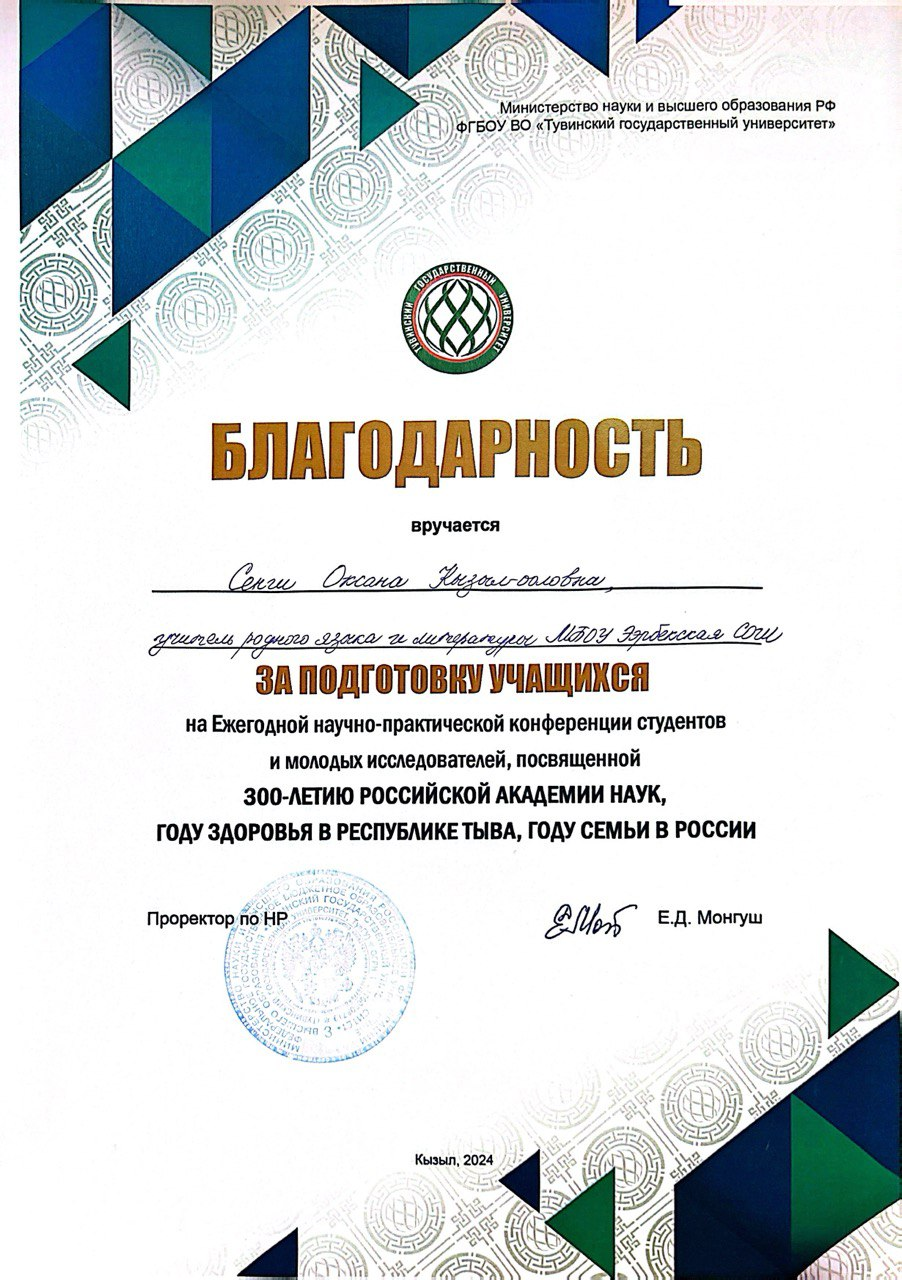 Министерство науки и высшего образования РФ
ФГБОУ ВО «Тувинский государственный университет»
ТУВИНСКИЙ ГОСУДАРСТВЕННЫЙ УНИВЕРСИТЕТ
БЛАГОДАРНОСТЬ
вручается
Сенги Оксана Кызыл-ооловна,
учитель родного языка и литературы МБОУ Ээрбекская СОШ
ЗА ПОДГОТОВКУ УЧАЩИХСЯ
на Ежегодной научно-практической конференции студентов
и молодых исследователей, посвященной
300-ЛЕТИЮ РОССИЙСКОЙ АКАДЕМИИ НАУК,
ГОДУ ЗДОРОВЬЯ В РЕСПУБЛИКЕ ТЫВА, ГОДУ СЕМЬИ В РОССИИ
Проректор по НР
Е.Д. Монгуш
Кызыл, 2024